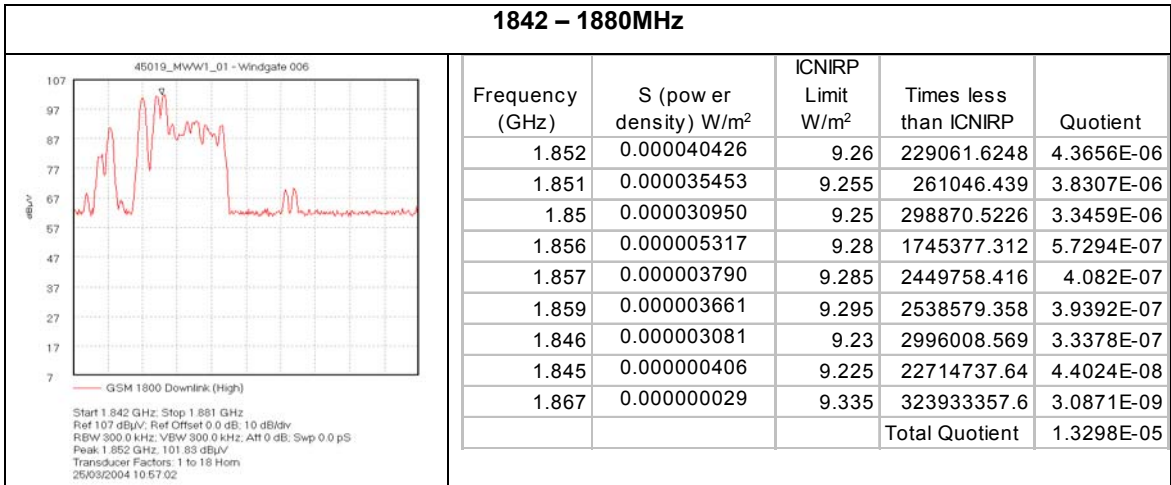 1842 – 1880MHz
45019_MWW1_01 - Windgate 006
107
97
87
77
67
57
47
37
27
17
7
dBµV
GSM 1800 Downlink (High)
Start 1.842 GHz; Stop 1.881 GHz
Ref 107 dBµV; Ref Offset 0.0 dB; 10 dB/div
RBW 300.0 kHz; VBW 300.0 kHz; Att 0 dB; Swp 0.0 pS
Peak 1.852 GHz, 101.83 dBµV
Transducer Factors: 1 to 18 Horn
25/03/2004 10:57:02
Frequency (GHz) S (pow er density) W/m² ICNIRP Limit W/m² Times less than ICNIRP Quotient
1.852 0.000040426 9.26 229061.6248 4.3656E-06
1.851 0.000035453 9.255 261046.439 3.8307E-06
1.85 0.000030950 9.25 298870.5226 3.3459E-06
1.856 0.000005317 9.28 1745377.312 5.7294E-07
1.857 0.000003790 9.285 2449758.416 4.082E-07
1.859 0.000003661 9.295 2538579.358 3.9392E-07
1.846 0.000003081 9.23 2996008.569 3.3378E-07
1.845 0.000000406 9.225 22714737.64 4.4024E-08
1.867 0.000000029 9.335 323933357.6 3.0871E-09
Total Quotient 1.3298E-05